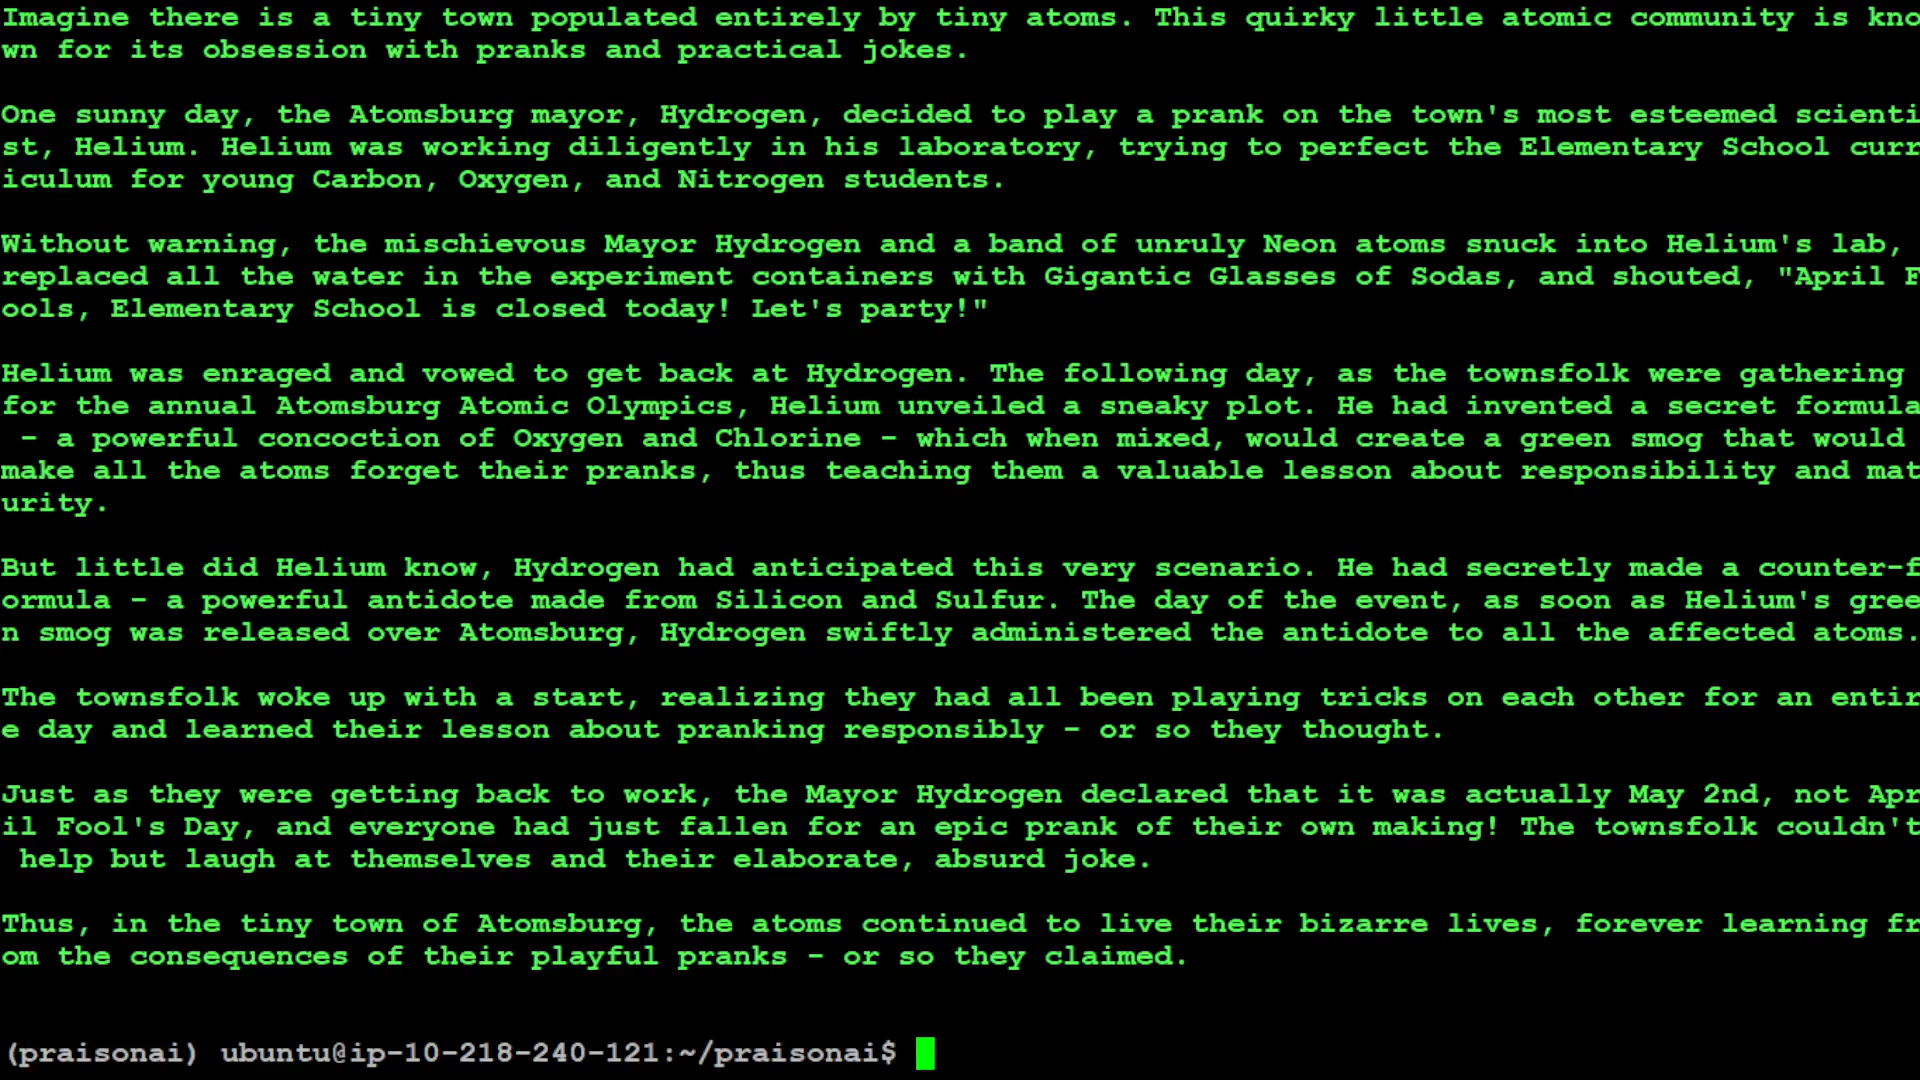 Imagine there is a tiny town populated entirely by tiny atoms. This quirky little atomic community is kno
wn for its obsession with pranks and practical jokes.
One sunny day, the Atomsburg mayor, Hydrogen, decided to play a prank on the town's most esteemed scienti
st, Helium. Helium was working diligently in his laboratory, trying to perfect the Elementary School curr
iculum for young Carbon, Oxygen, and Nitrogen students.
Without warning, the mischievous Mayor Hydrogen and a band of unruly Neon atoms snuck into Helium's lab,
replaced all the water in the experiment containers with Gigantic Glasses of Sodas, and shouted, "April F
ools, Elementary School is closed today! Let's party!"
Helium was enraged and vowed to get back at Hydrogen. The following day, as the townsfolk were gathering
for the annual Atomsburg Atomic Olympics, Helium unveiled a sneaky plot. He had invented a secret formula
- a powerful concoction of Oxygen and Chlorine - which when mixed, would create a green smog that would
make all the atoms forget their pranks, thus teaching them a valuable lesson about responsibility and mat
urity.
But little did Helium know, Hydrogen had anticipated this very scenario. He had secretly made a counter-f
ormula - a powerful antidote made from Silicon and Sulfur. The day of the event, as soon as Helium's gree
n smog was released over Atomsburg, Hydrogen swiftly administered the antidote to all the affected atoms.
The townsfolk woke up with a start, realizing they had all been playing tricks on each other for an entir
e day and learned their lesson about pranking responsibly - or so they thought.
Just as they were getting back to work, the Mayor Hydrogen declared that it was actually May 2nd, not Apr
il Fool's Day, and everyone had just fallen for an epic prank of their own making! The townsfolk couldn't
help but laugh at themselves and their elaborate, absurd joke.
Thus, in the tiny town of Atomsburg, the atoms continued to live their bizarre lives, forever learning fr
om the consequences of their playful pranks - or so they claimed.
(praisonai) ubuntu@ip-10-218-240-121:~/praisonai$